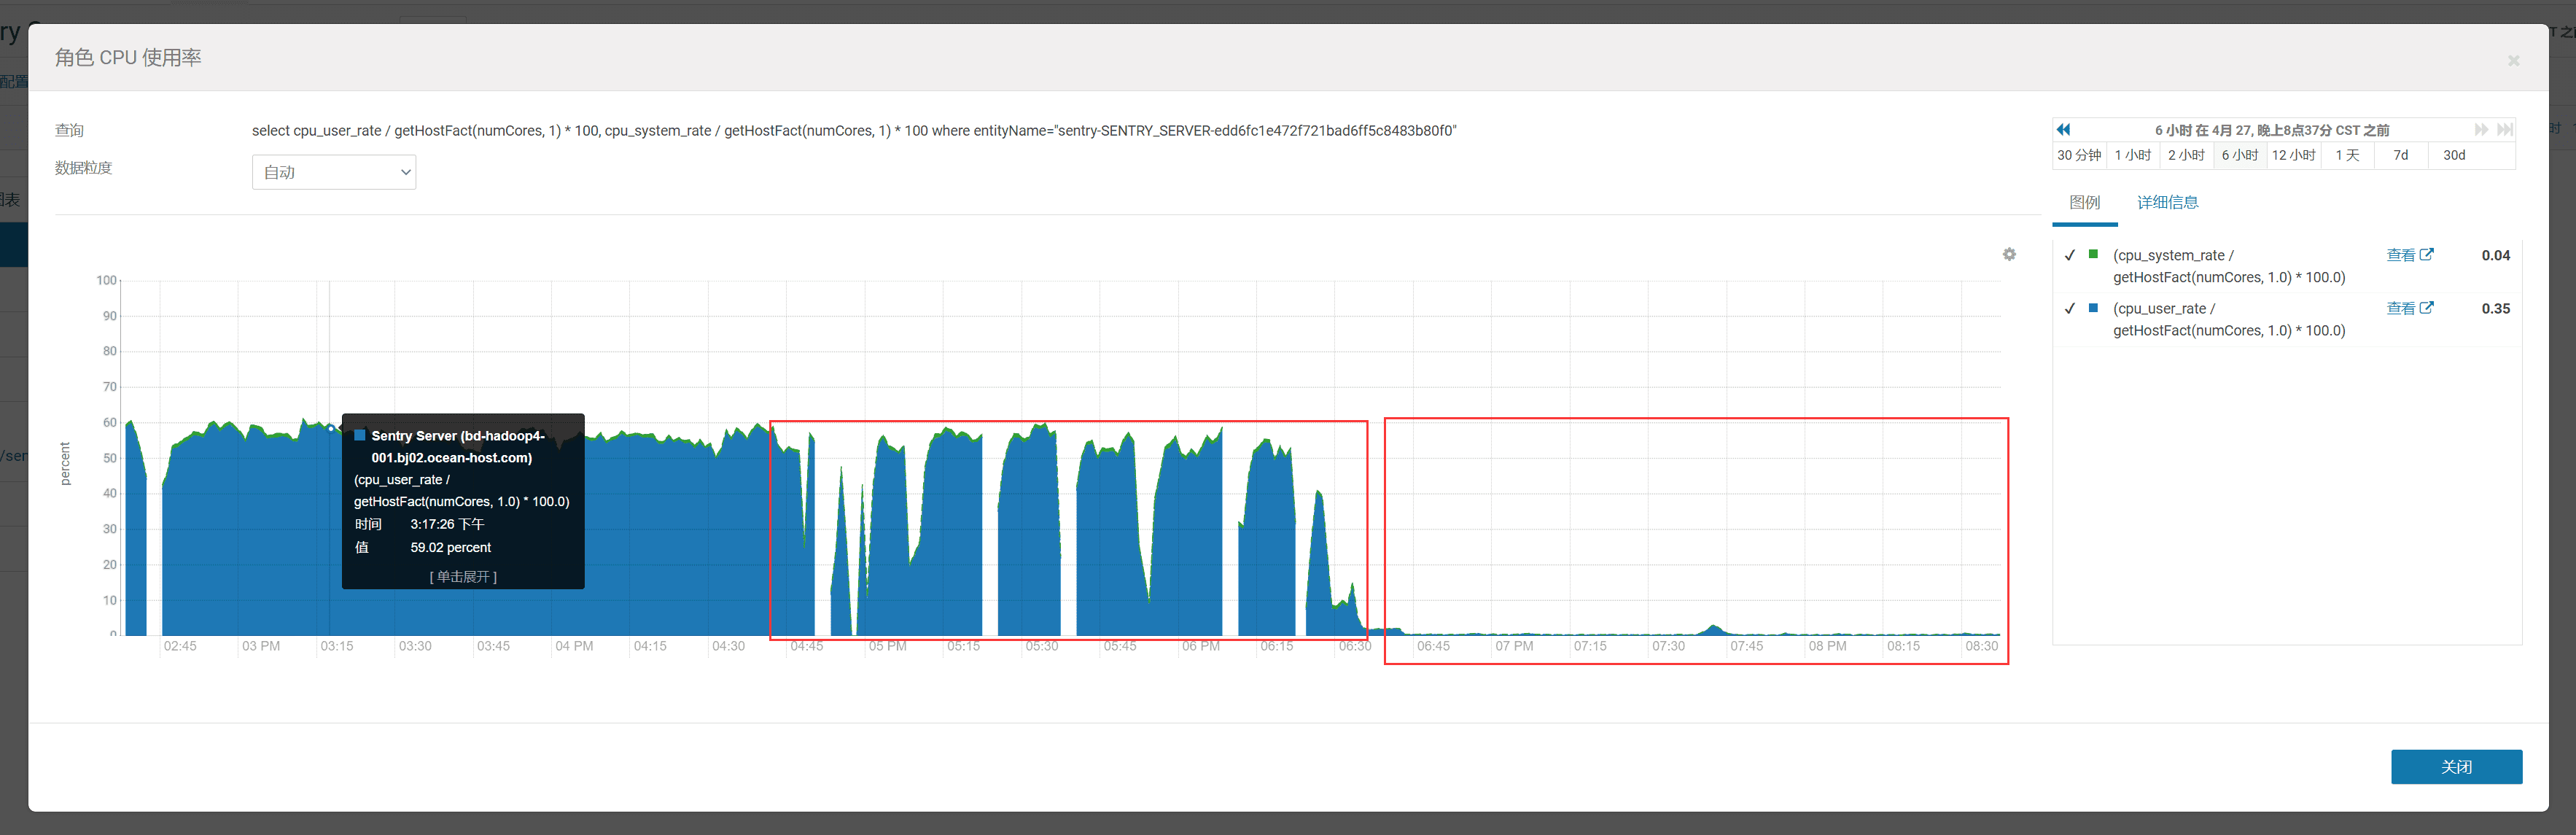 ry S
配置
图表
/ser
T 之前
时
角色 CPU 使用率
×
查询
select cpu_user_rate / getHostFact(numCores, 1) * 100, cpu_system_rate / getHostFact(numCores, 1) * 100 where entityName="sentry-SENTRY_SERVER-edd6fc1e472f721bad6ff5c8483b80f0"
数据粒度
自动
6 小时 在 4月 27, 晚上8点37分 CST 之前
30 分钟 1 小时 2 小时 6 小时 12 小时 1 天 7d 30d
图例 详细信息
(cpu_system_rate / 查看 0.04
getHostFact(numCores, 1.0) * 100.0)
(cpu_user_rate / 查看 0.35
getHostFact(numCores, 1.0) * 100.0)
percent
100
90
80
70
60
50
40
30
20
10
0
Sentry Server (bd-hadoop4-
001.bj02.ocean-host.com)
(cpu_user_rate /
getHostFact(numCores, 1.0) * 100.0)
时间 3:17:26 下午
值 59.02 percent
[ 单击展开 ]
02:45 03 PM 03:15 03:30 03:45 04 PM 04:15 04:30 04:45 05 PM 05:15 05:30 05:45 06 PM 06:15 06:30 06:45 07 PM 07:15 07:30 07:45 08 PM 08:15 08:30
关闭